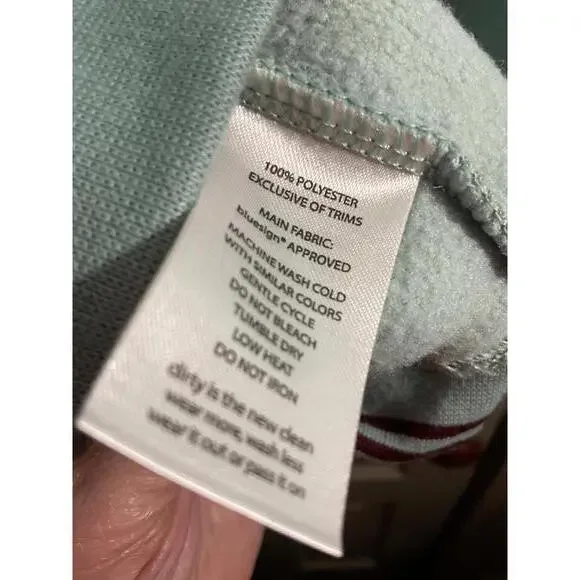 100% POLYESTER
EXCLUSIVE OF TRIMS
MAIN FABRIC:
bluesign® APPROVED
MACHINE WASH COLD
WITH SIMILAR COLORS
GENTLE CYCLE
DO NOT BLEACH
TUMBLE DRY
LOW HEAT
DO NOT IRON
dirty is the new clean
wear more, wash less
wear it out or pass it on